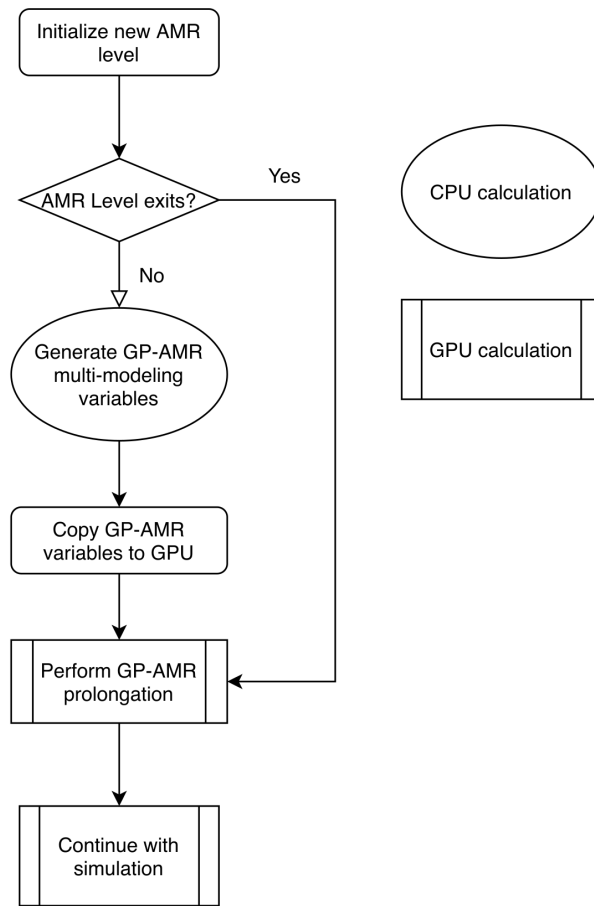 Initialize new AMR
level
AMR Level exits?
Yes
No
Generate GP-AMR
multi-modeling
variables
Copy GP-AMR
variables to GPU
Perform GP-AMR
prolongation
Continue with
simulation
CPU calculation
GPU calculation